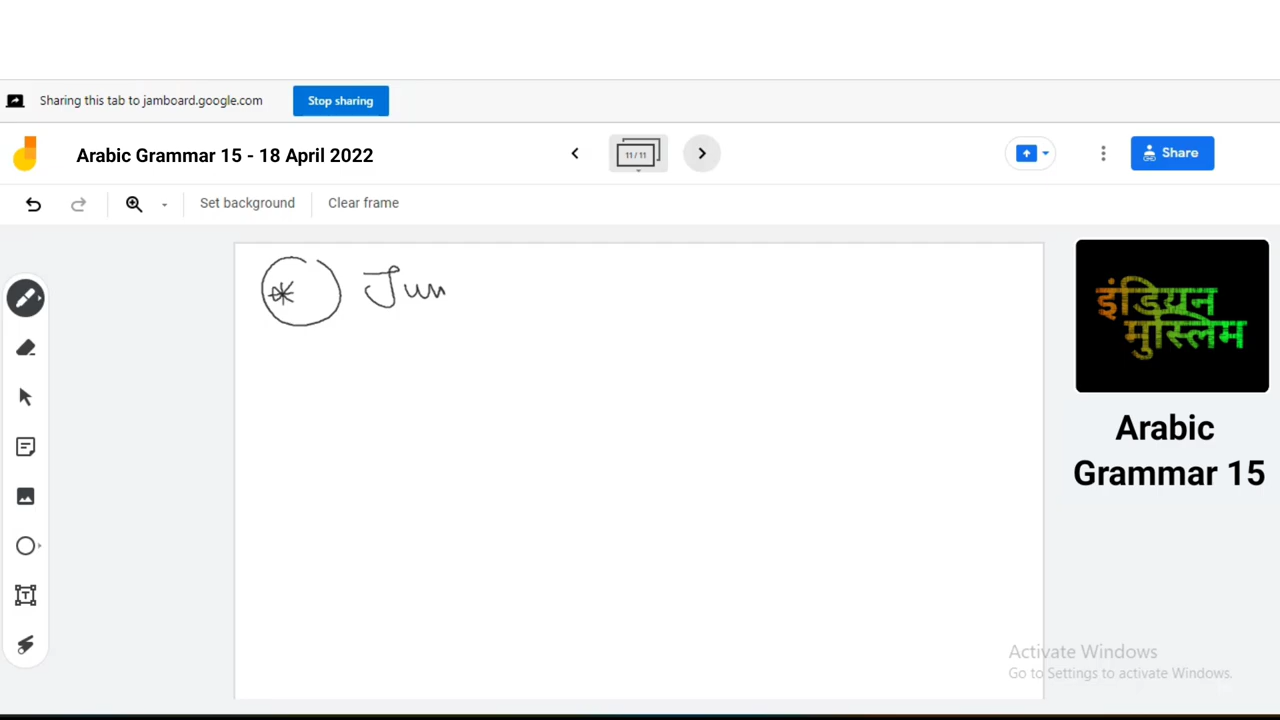 Sharing this tab to jamboard.google.com Stop sharing
Arabic Grammar 15 - 18 April 2022 11 / 11 Share
Set background Clear frame
* Jum
इंडियन
मुस्लिम
Arabic
Grammar 15
Activate Windows
Go to Settings to activate Windows.